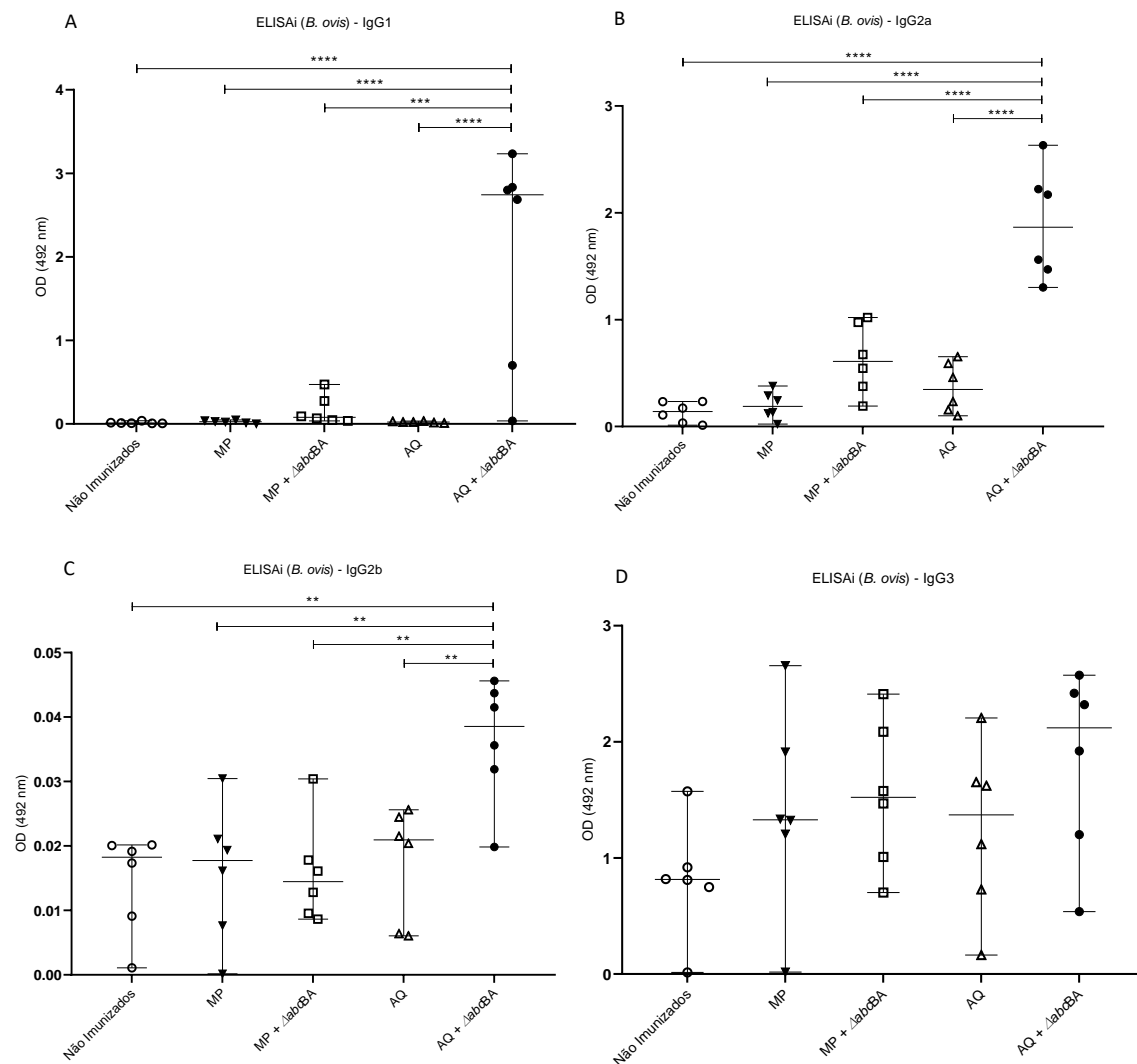 A
ELISAi (B. ovis) - IgG1
****
****
***
****
4
3
2
1
0
OD (492 nm)
Não Imunizados
MP
MP + ΔabcBA
AQ
AQ + ΔabcBA
B
ELISAi (B. ovis) - IgG2a
****
****
****
****
3
2
1
0
OD (492 nm)
Não Imunizados
MP
MP + ΔabcBA
AQ
AQ + ΔabcBA
C
ELISAi (B. ovis) - IgG2b
**
**
**
**
0.05
0.04
0.03
0.02
0.01
0.00
OD (492 nm)
Não Imunizados
MP
MP + ΔabcBA
AQ
AQ + ΔabcBA
D
ELISAi (B. ovis) - IgG3
3
2
1
0
OD (492 nm)
Não Imunizados
MP
MP + ΔabcBA
AQ
AQ + ΔabcBA